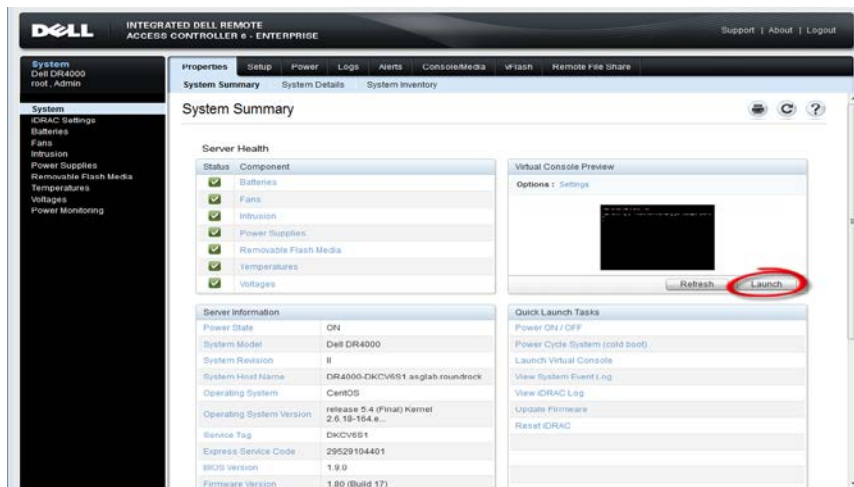 DELL
INTEGRATED DELL REMOTE
ACCESS CONTROLLER 6 - ENTERPRISE
Support | About | Logout
System
Dell DR4000
root , Admin
Properties Setup Power Logs Alerts Console/Media vFlash Remote File Share
System Summary System Details System Inventory
System
iDRAC Settings
Batteries
Fans
Intrusion
Power Supplies
Removable Flash Media
Temperatures
Voltages
Power Monitoring
System Summary
?
Server Health
Status Component
Batteries
Fans
Intrusion
Power Supplies
Removable Flash Media
Temperatures
Voltages
Virtual Console Preview
Options : Settings
Refresh Launch
Server Information
Power State ON
System Model Dell DR4000
System Revision II
System Host Name DR4000-DKCV6S1.asglab.roundrock
Operating System CentOS
Operating System Version release 5.4 (Final) Kernel
2.6.18-164.e...
Service Tag DKCV6S1
Express Service Code 29529104401
BIOS Version 1.9.0
Firmware Version 1.80 (Build 17)
Quick Launch Tasks
Power ON / OFF
Power Cycle System (cold boot)
Launch Virtual Console
View System Event Log
View iDRAC Log
Update Firmware
Reset iDRAC